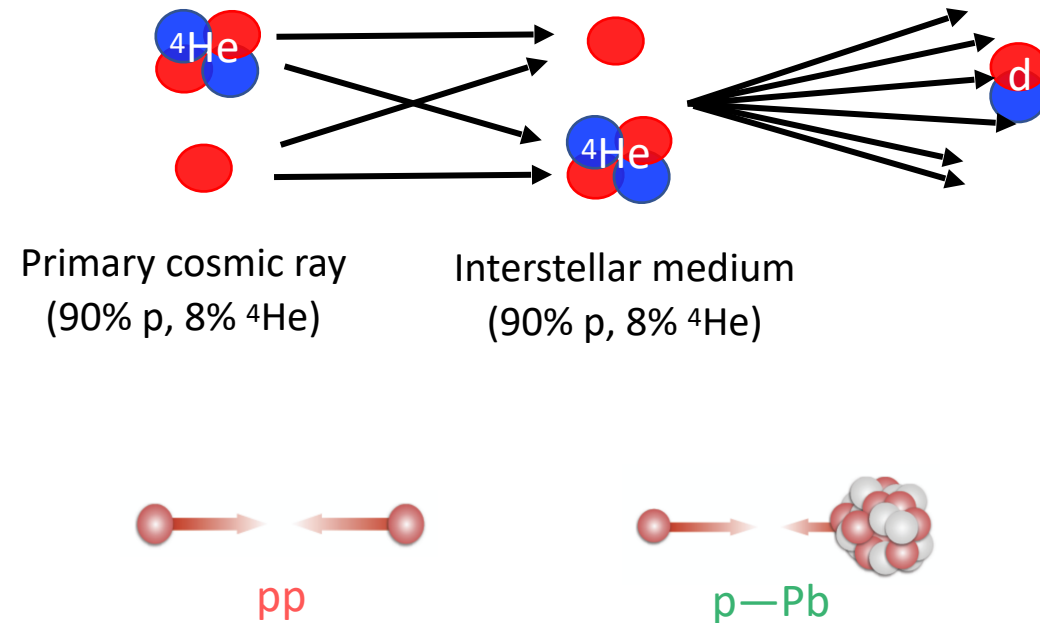 ⁴He
d
⁴He
Primary cosmic ray
(90% p, 8% ⁴He)
Interstellar medium
(90% p, 8% ⁴He)
pp
p—Pb